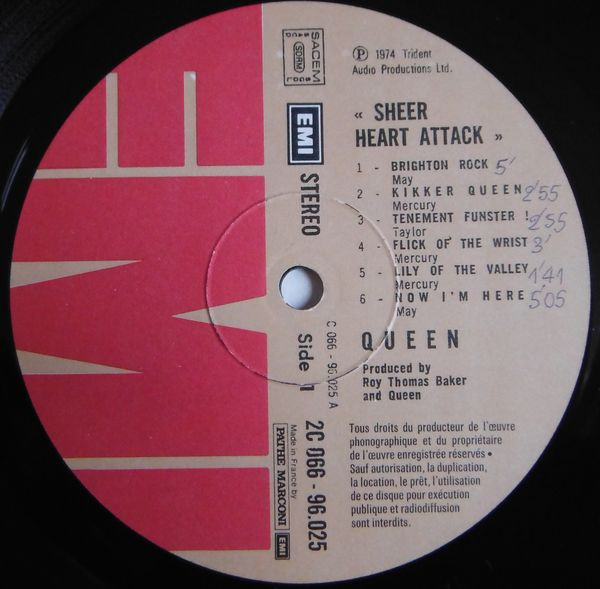 SACEM
SDRM
SACD
SGDL
Ⓟ 1974 Trident
Audio Productions Ltd.
EMI
STEREO
« SHEER
HEART ATTACK »
1 - BRIGHTON ROCK 5'
May
2 - KIKKER QUEEN 2'55
Mercury
3 - TENEMENT FUNSTER ! 2'55
Taylor
4 - FLICK OF THE WRIST 3'
Mercury
5 - LILY OF THE VALLEY 1'41
Mercury
6 - NOW I'M HERE 5'05
May
QUEEN
Produced by
Roy Thomas Baker
and Queen
C 066 - 96.025 A
Side 1
2C 066 - 96.025
Made in France by
PATHE MARCONI EMI
Tous droits du producteur de l'œuvre
phonographique et du propriétaire
de l'œuvre enregistrée réservés •
Sauf autorisation, la duplication,
la location, le prêt, l'utilisation
de ce disque pour exécution
publique et radiodiffusion
sont interdits.